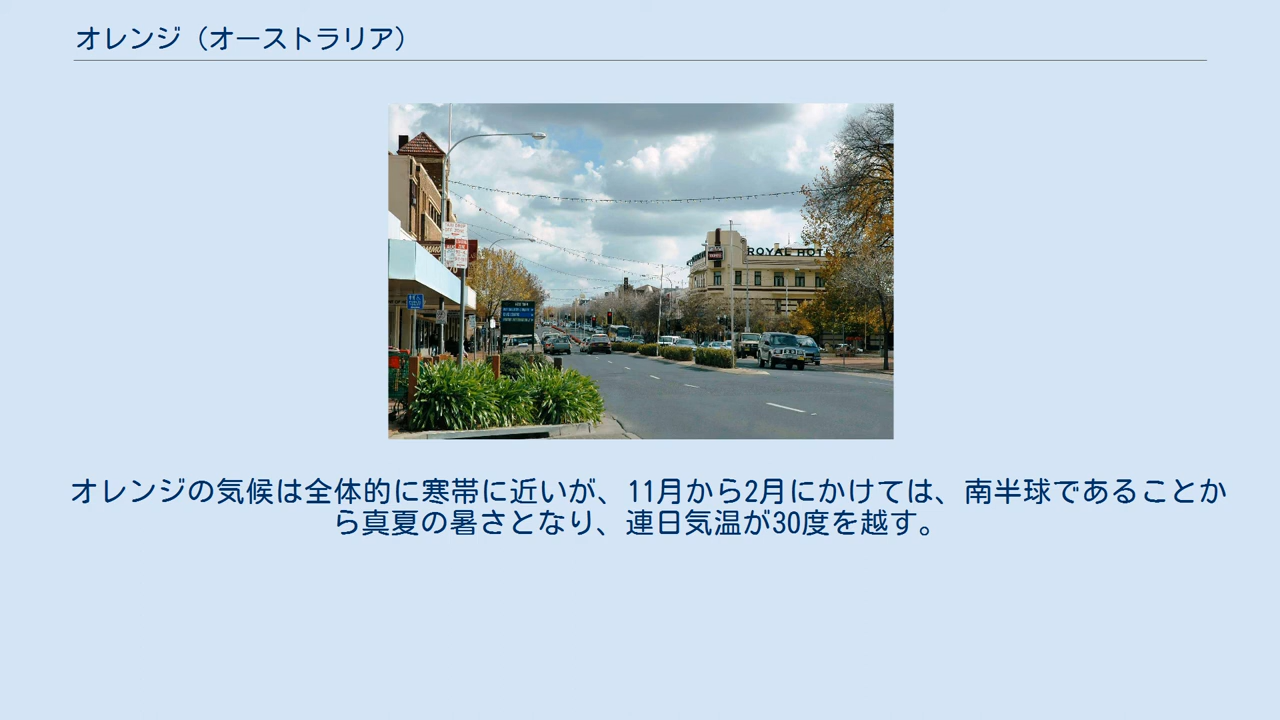 オレンジ（オーストラリア）
ROYAL HOT
オレンジの気候は全体的に寒帯に近いが、11月から2月にかけては、南半球であることか
ら真夏の暑さとなり、連日気温が30度を越す。